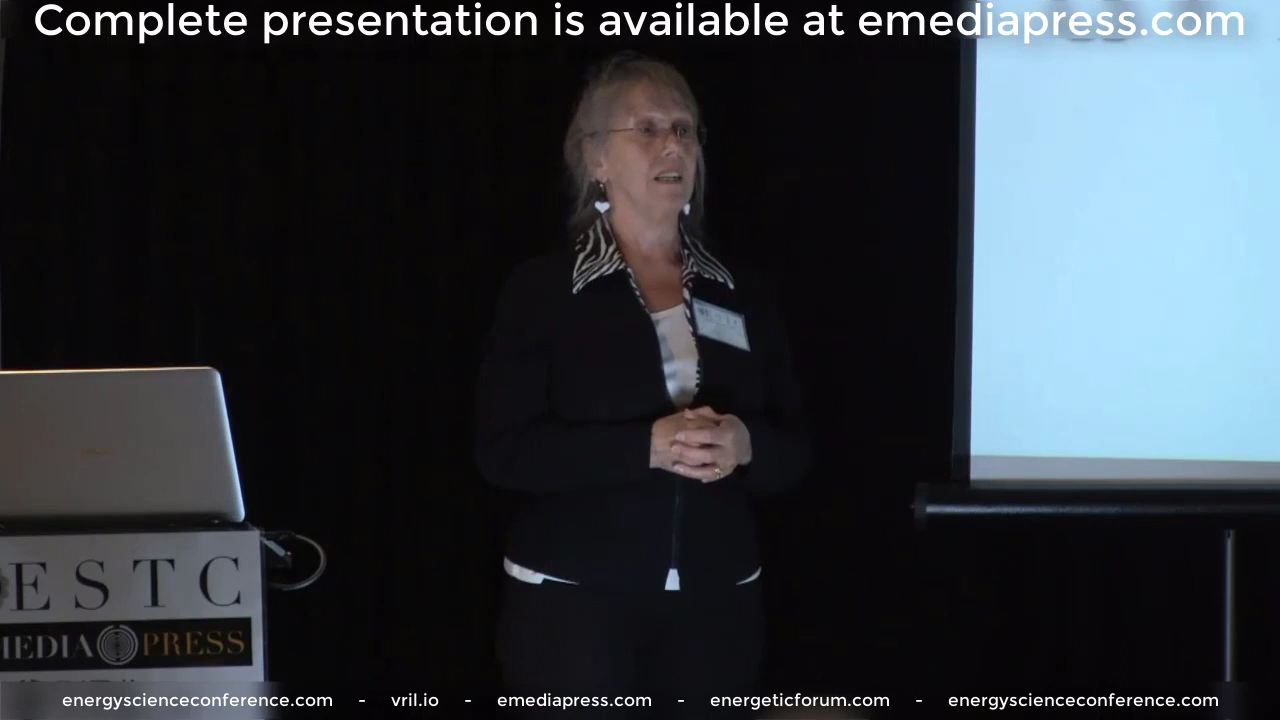 Complete presentation is available at emediapress.com
ESTC
ESTC
MEDIA PRESS
energyscienceconference.com - vril.io - emediapress.com - energeticforum.com - energyscienceconference.com